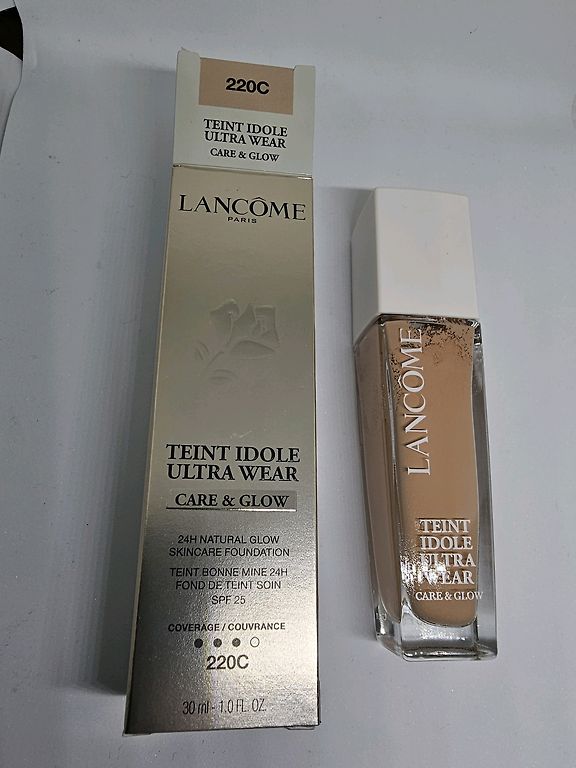 220C
TEINT IDOLE
ULTRA WEAR
CARE & GLOW
LANCÔME
PARIS
TEINT IDOLE
ULTRA WEAR
CARE & GLOW
24H NATURAL GLOW
SKINCARE FOUNDATION
TEINT BONNE MINE 24H
FOND DE TEINT SOIN
SPF 25
COVERAGE / COUVRANCE
220C
30 ml - 1.0 FL. OZ.
LANCÔME
TEINT
IDOLE
ULTRA
WEAR
CARE & GLOW